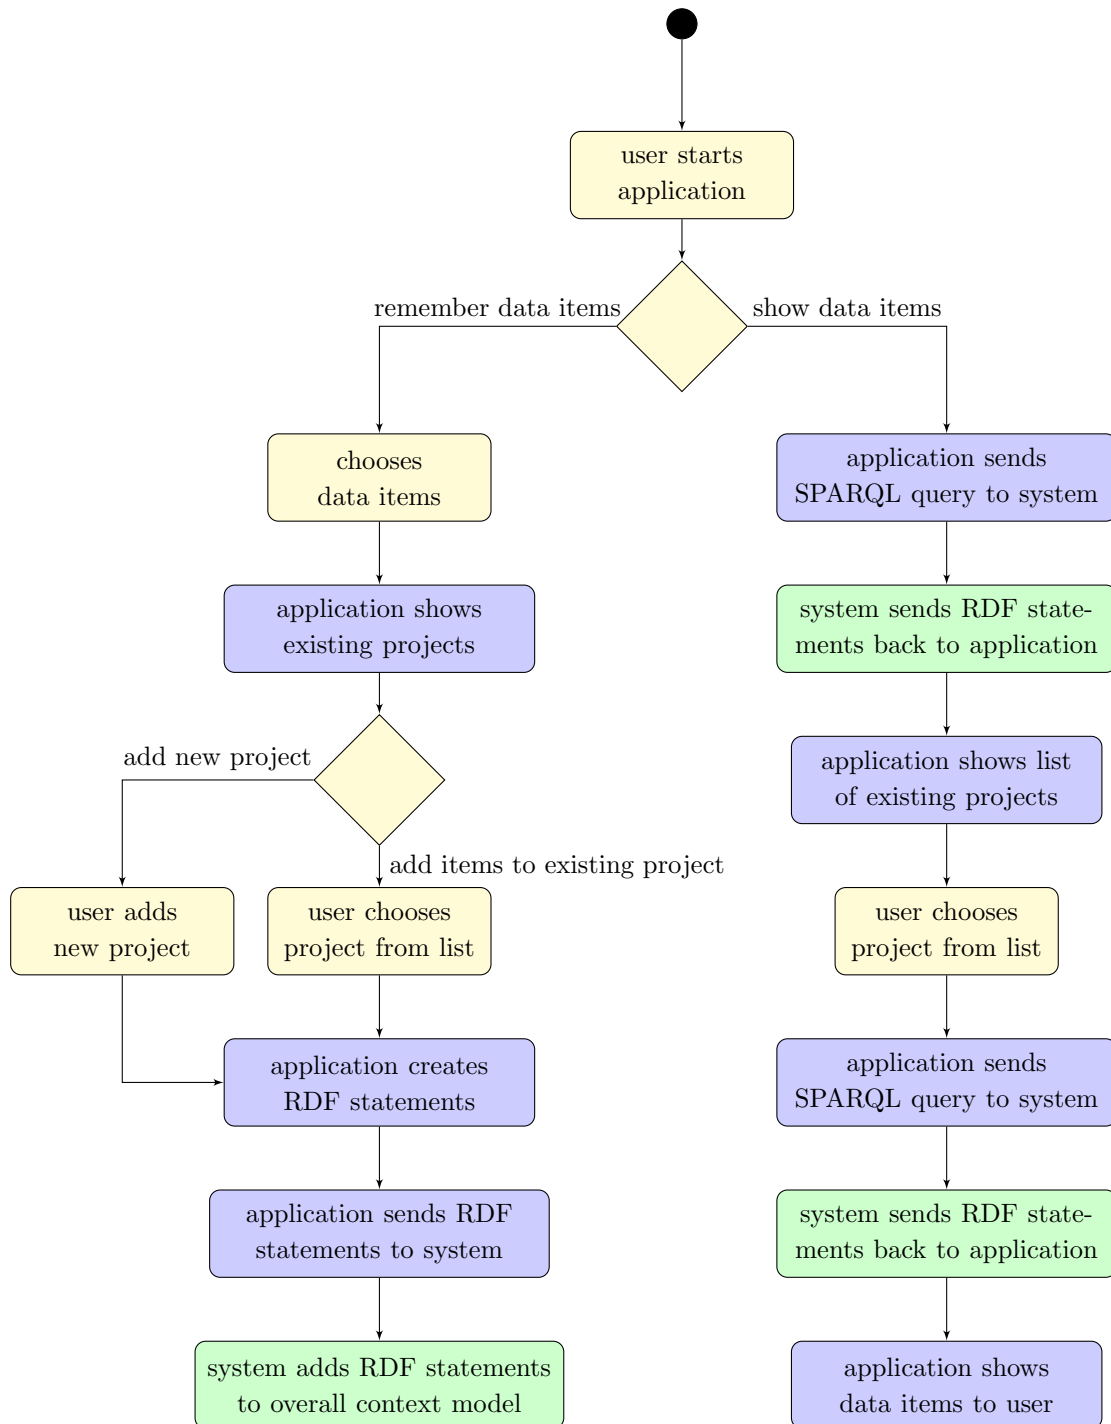 user starts
application
remember data items
show data items
chooses
data items
application sends
SPARQL query to system
application shows
existing projects
system sends RDF state-
ments back to application
add new project
application shows list
of existing projects
add items to existing project
user adds
new project
user chooses
project from list
user chooses
project from list
application creates
RDF statements
application sends
SPARQL query to system
application sends RDF
statements to system
system sends RDF state-
ments back to application
system adds RDF statements
to overall context model
application shows
data items to user